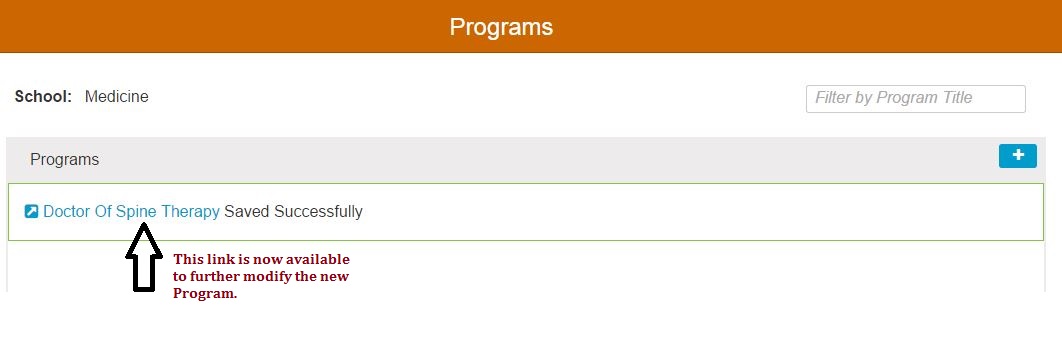 Programs
School: Medicine
Filter by Program Title
Programs
+
Doctor Of Spine Therapy Saved Successfully
This link is now available
to further modify the new
Program.